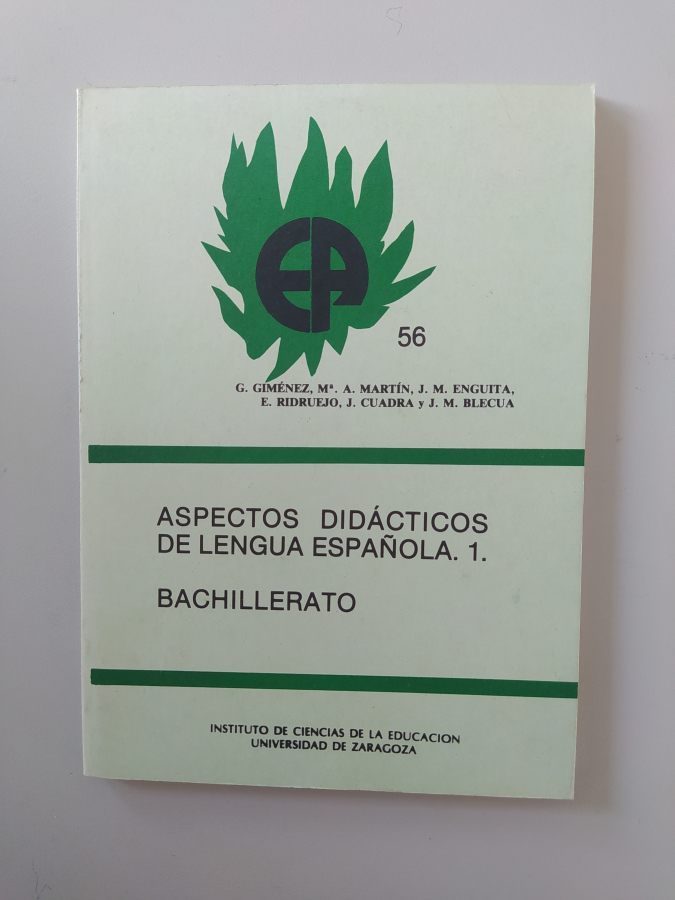 EA
56
G. GIMÉNEZ, Mª. A. MARTÍN, J. M. ENGUITA,
E. RIDRUEJO, J. CUADRA y J. M. BLECUA
ASPECTOS DIDÁCTICOS
DE LENGUA ESPAÑOLA. 1.
BACHILLERATO
INSTITUTO DE CIENCIAS DE LA EDUCACION
UNIVERSIDAD DE ZARAGOZA